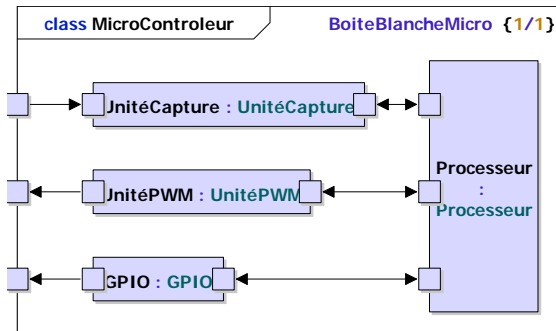 class MicroControleur
BoiteBlancheMicro {1/1}
UnitéCapture : UnitéCapture
UnitéPWM : UnitéPWM
GPIO : GPIO
Processeur
:
Processeur